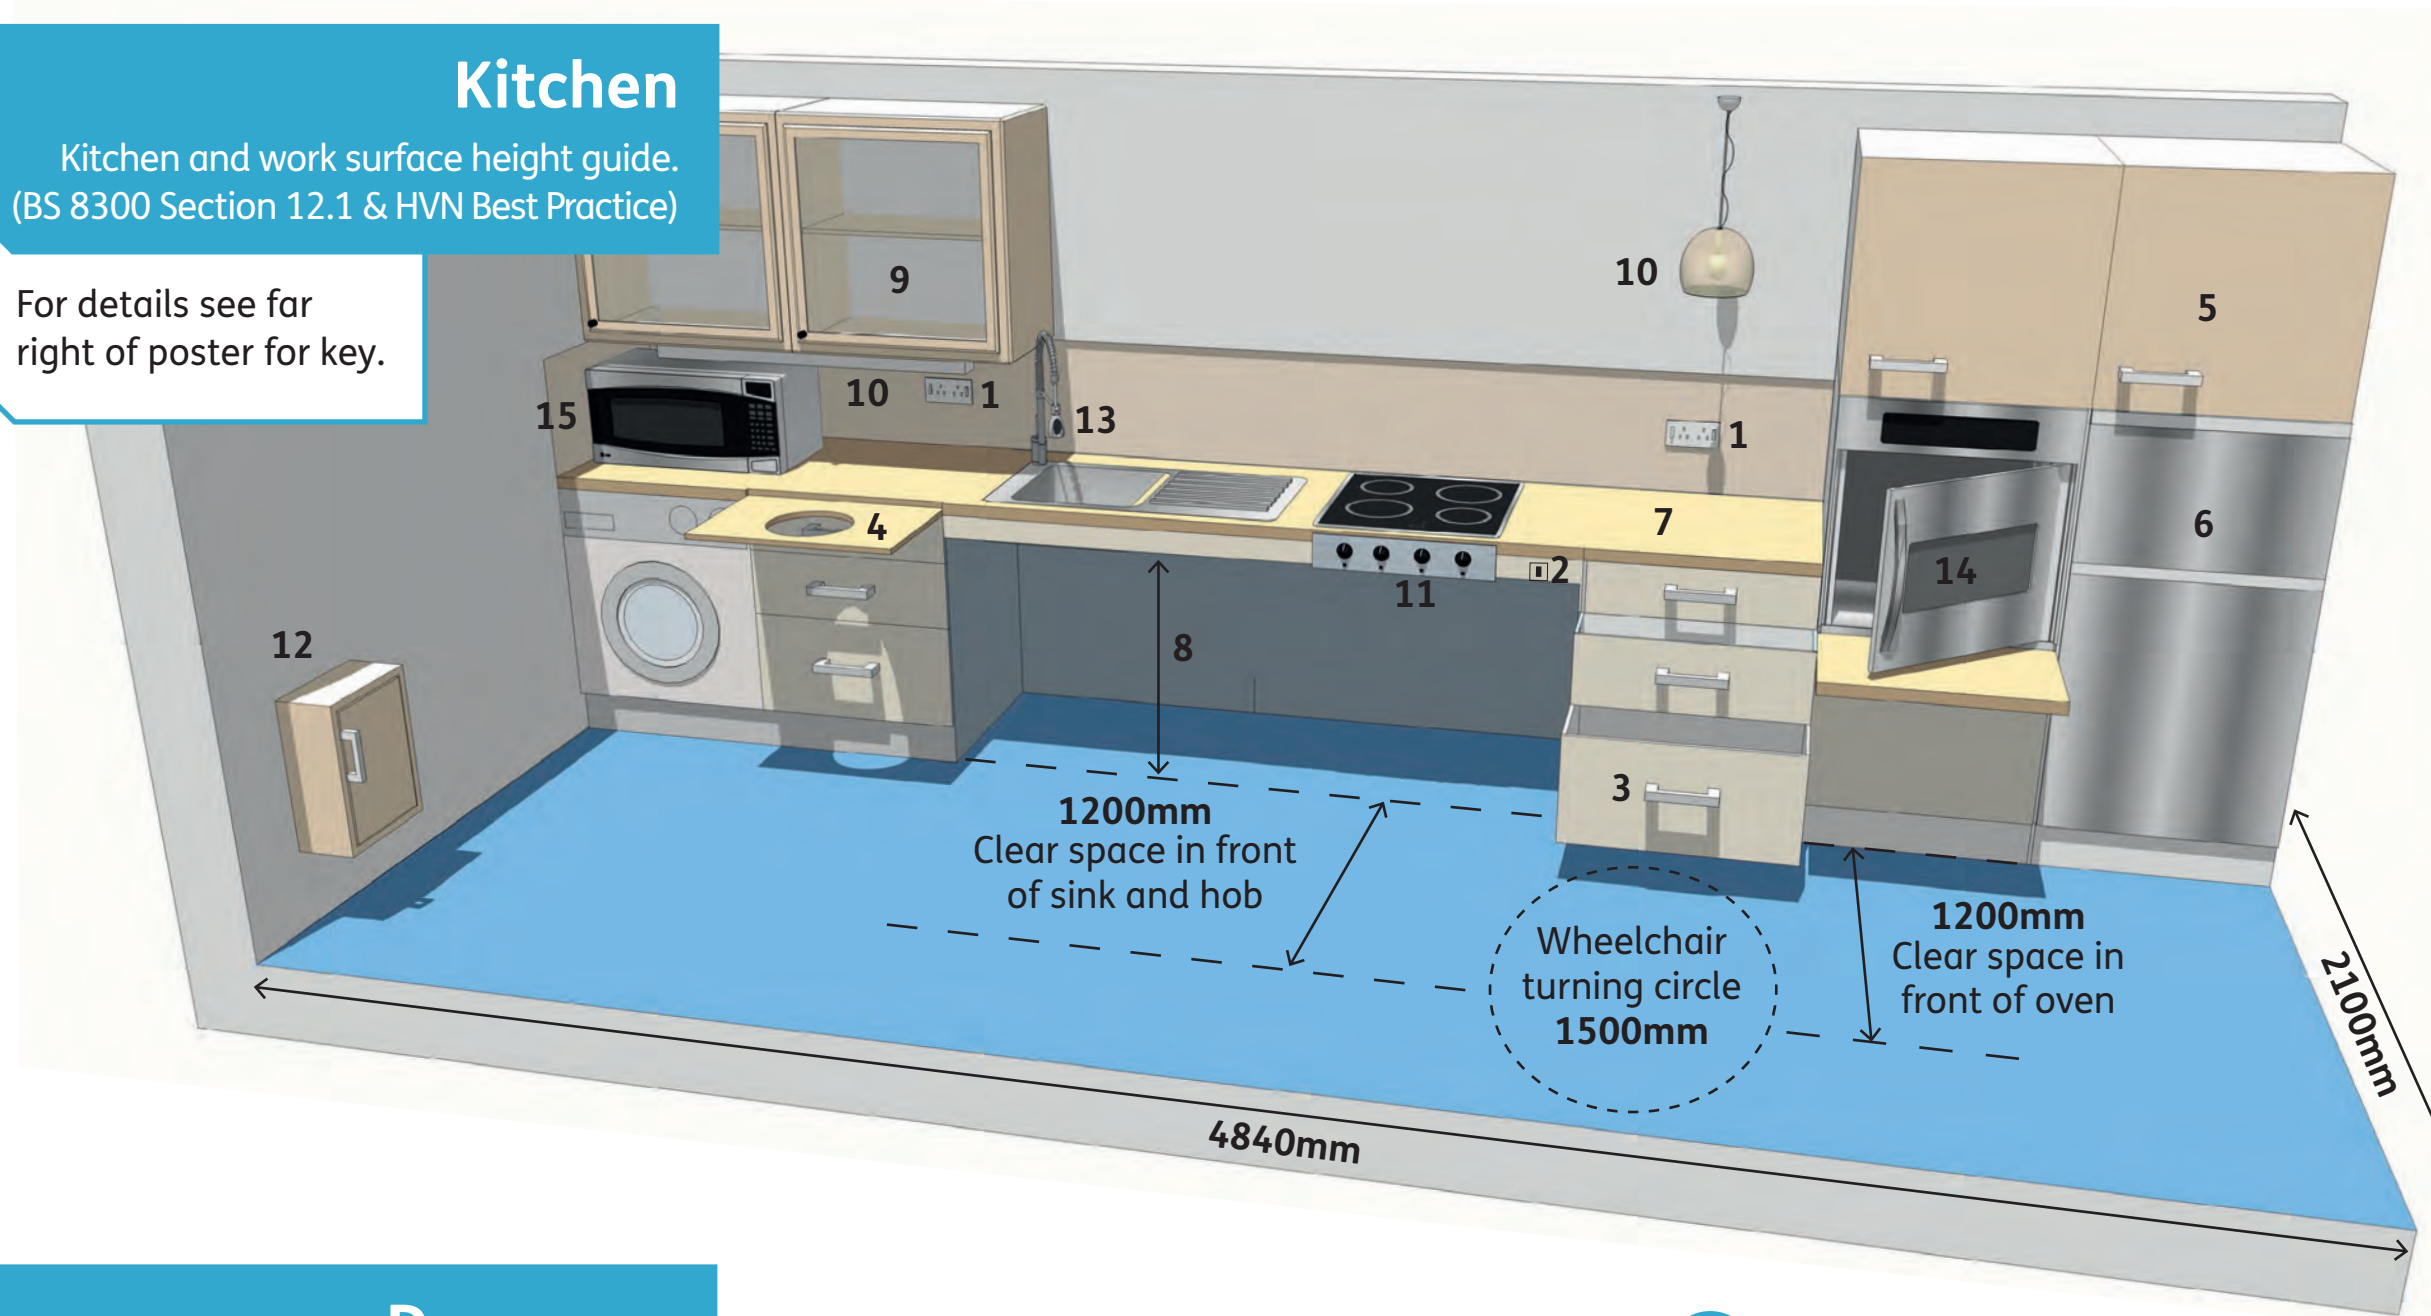 Kitchen
Kitchen and work surface height guide.
(BS 8300 Section 12.1 & HVN Best Practice)
For details see far
right of poster for key.
9
10
5
15
10
1
13
1
4
7
6
14
2
11
12
8
3
1200mm
Clear space in front
of sink and hob
Wheelchair
turning circle
1500mm
1200mm
Clear space in
front of oven
2100mm
4840mm